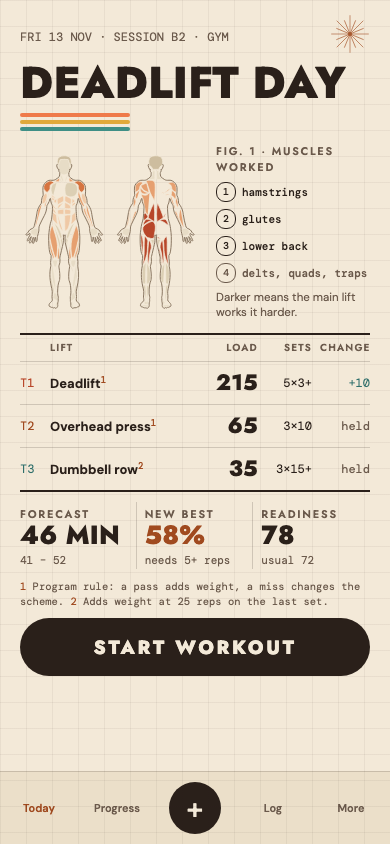 FRI 13 NOV · SESSION B2 · GYM
DEADLIFT DAY
FIG. 1 · MUSCLES
WORKED
1 hamstrings
2 glutes
3 lower back
4 delts, quads, traps
Darker means the main lift
works it harder.
LIFT LOAD SETS CHANGE
T1 Deadlift1 215 5×3+ +10
T2 Overhead press1 65 3×10 held
T3 Dumbbell row2 35 3×15+ held
FORECAST NEW BEST READINESS
46 MIN 58% 78
41 – 52 needs 5+ reps usual 72
1 Program rule: a pass adds weight, a miss changes the
scheme. 2 Adds weight at 25 reps on the last set.
START WORKOUT
Today Progress + Log More